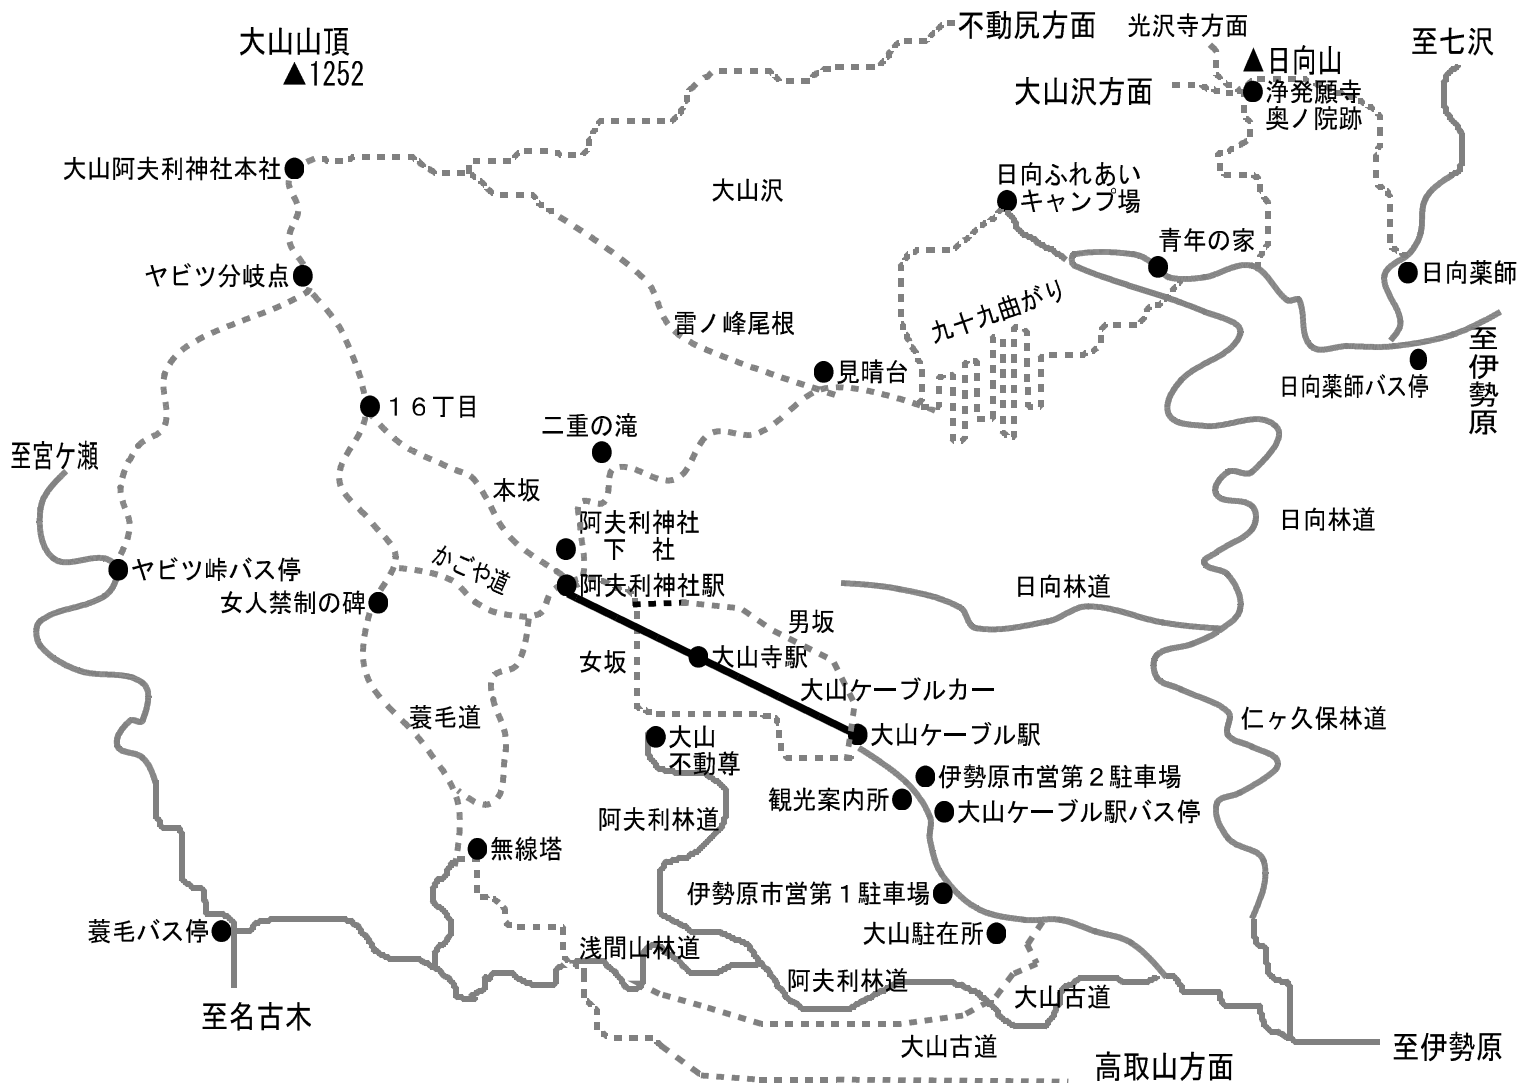 大山山頂
▲1252
不動尻方面
光沢寺方面
至七沢
▲日向山
大山沢方面
浄発願寺
奥ノ院跡
大山阿夫利神社本社
大山沢
日向ふれあい
キャンプ場
青年の家
ヤビツ分岐点
日向薬師
九十九曲がり
雷ノ峰尾根
至伊勢原
見晴台
日向薬師バス停
16丁目
二重の滝
至宮ケ瀬
本坂
阿夫利神社
下 社
日向林道
かごや道
ヤビツ峠バス停
阿夫利神社駅
日向林道
女人禁制の碑
男坂
女坂
大山寺駅
大山ケーブルカー
蓑毛道
仁ヶ久保林道
大山
不動尊
大山ケーブル駅
伊勢原市営第2駐車場
観光案内所
大山ケーブル駅バス停
阿夫利林道
無線塔
伊勢原市営第1駐車場
蓑毛バス停
大山駐在所
浅間山林道
阿夫利林道
大山古道
至名古木
大山古道
至伊勢原
高取山方面